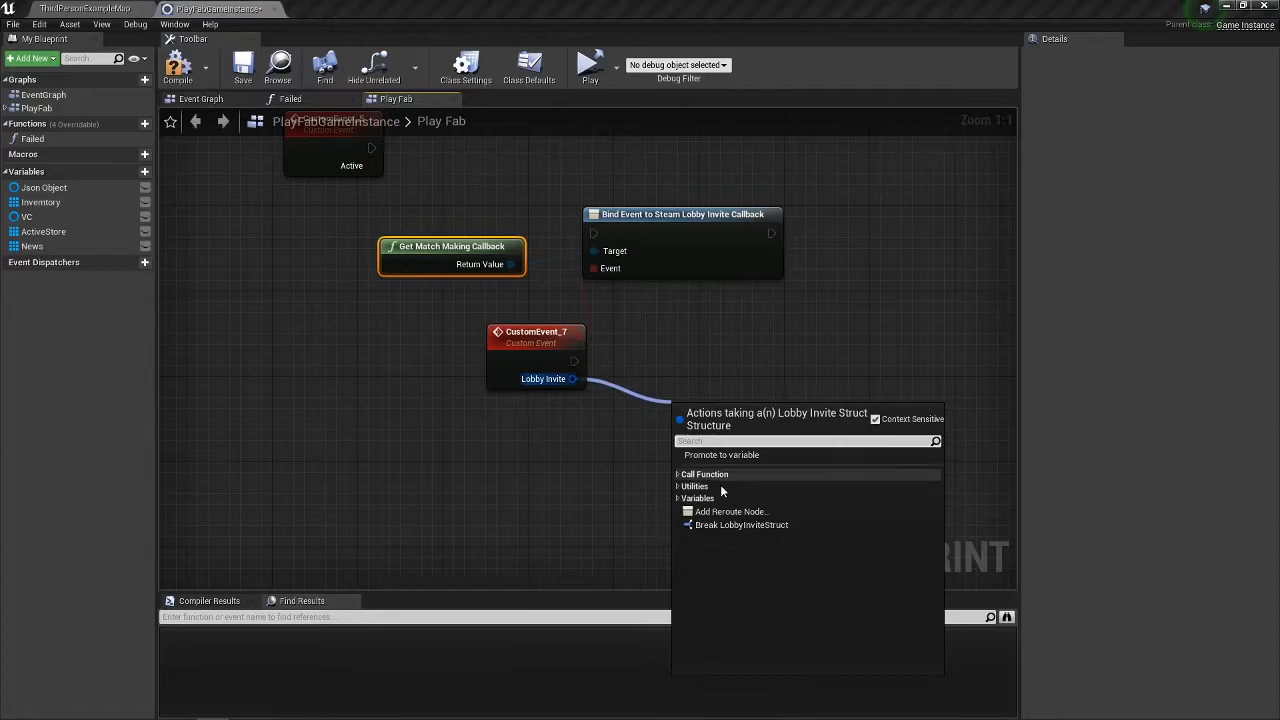 ThirdPersonExampleMap
PlayFabGameInstance*
File
Edit
Asset
View
Debug
Window
Help
Parent class:
Game Instance
My Blueprint
Toolbar
Details
Add New
Search
Compile
Save
Browse
Find
Hide Unrelated
Class Settings
Class Defaults
Play
No debug object selected
Debug Filter
Graphs
EventGraph
PlayFab
Functions (4 Overridable)
Failed
Macros
Variables
Json Object
Inventory
VC
ActiveStore
News
Event Dispatchers
Event Graph
Failed
Play Fab
PlayFabGameInstance > Play Fab
Zoom 1:1
Custom Event
Active
Bind Event to Steam Lobby Invite Callback
Target
Event
Get Match Making Callback
Return Value
CustomEvent_7
Custom Event
Lobby Invite
Actions taking a(n) Lobby Invite Struct
Structure
Context Sensitive
Search
Promote to variable
Call Function
Utilities
Variables
Add Reroute Node...
Break LobbyInviteStruct
RINT
Compiler Results
Find Results
Enter function or event name to find references...